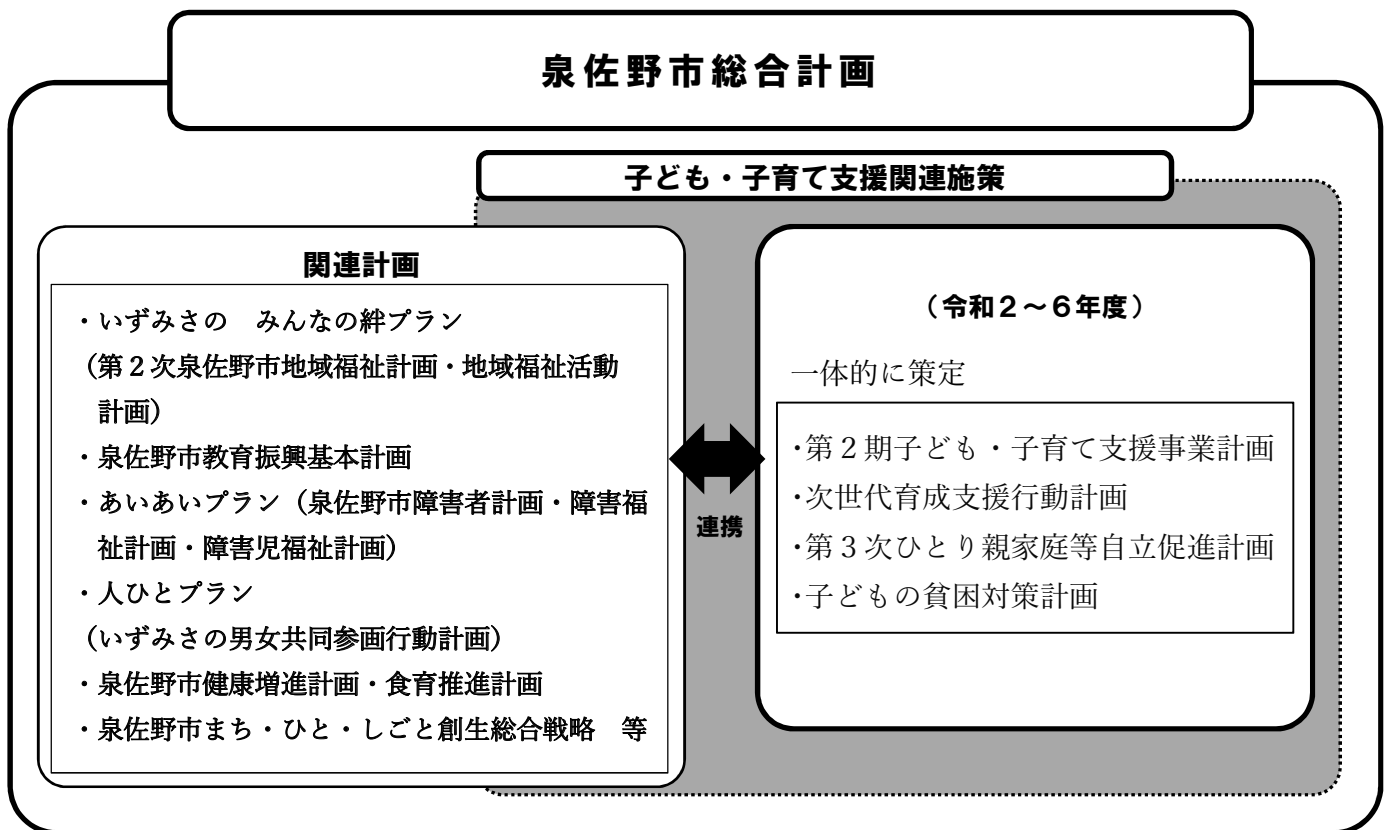 泉佐野市総合計画
子ども・子育て支援関連施策
関連計画
・いずみさの　みんなの絆プラン
（第２次泉佐野市地域福祉計画・地域福祉活動
計画）
・泉佐野市教育振興基本計画
・あいあいプラン（泉佐野市障害者計画・障害福
祉計画・障害児福祉計画）
・人ひとプラン
（いずみさの男女共同参画行動計画）
・泉佐野市健康増進計画・食育推進計画
・泉佐野市まち・ひと・しごと創生総合戦略　等
連携
（令和２～６年度）
一体的に策定
・第２期子ども・子育て支援事業計画
・次世代育成支援行動計画
・第３次ひとり親家庭等自立促進計画
・子どもの貧困対策計画